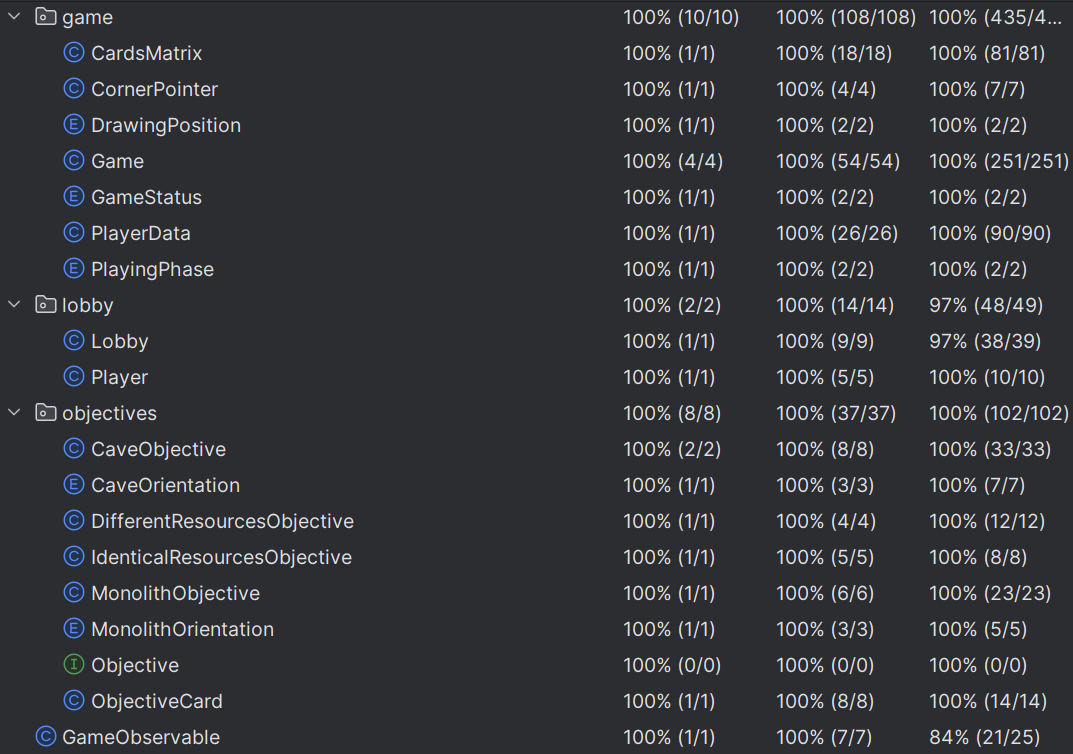 game 100% (10/10) 100% (108/108) 100% (435/4...
CardsMatrix 100% (1/1) 100% (18/18) 100% (81/81)
CornerPointer 100% (1/1) 100% (4/4) 100% (7/7)
DrawingPosition 100% (1/1) 100% (2/2) 100% (2/2)
Game 100% (4/4) 100% (54/54) 100% (251/251)
GameStatus 100% (1/1) 100% (2/2) 100% (2/2)
PlayerData 100% (1/1) 100% (26/26) 100% (90/90)
PlayingPhase 100% (1/1) 100% (2/2) 100% (2/2)
lobby 100% (2/2) 100% (14/14) 97% (48/49)
Lobby 100% (1/1) 100% (9/9) 97% (38/39)
Player 100% (1/1) 100% (5/5) 100% (10/10)
objectives 100% (8/8) 100% (37/37) 100% (102/102)
CaveObjective 100% (2/2) 100% (8/8) 100% (33/33)
CaveOrientation 100% (1/1) 100% (3/3) 100% (7/7)
DifferentResourcesObjective 100% (1/1) 100% (4/4) 100% (12/12)
IdenticalResourcesObjective 100% (1/1) 100% (5/5) 100% (8/8)
MonolithObjective 100% (1/1) 100% (6/6) 100% (23/23)
MonolithOrientation 100% (1/1) 100% (3/3) 100% (5/5)
Objective 100% (0/0) 100% (0/0) 100% (0/0)
ObjectiveCard 100% (1/1) 100% (8/8) 100% (14/14)
GameObservable 100% (1/1) 100% (7/7) 84% (21/25)